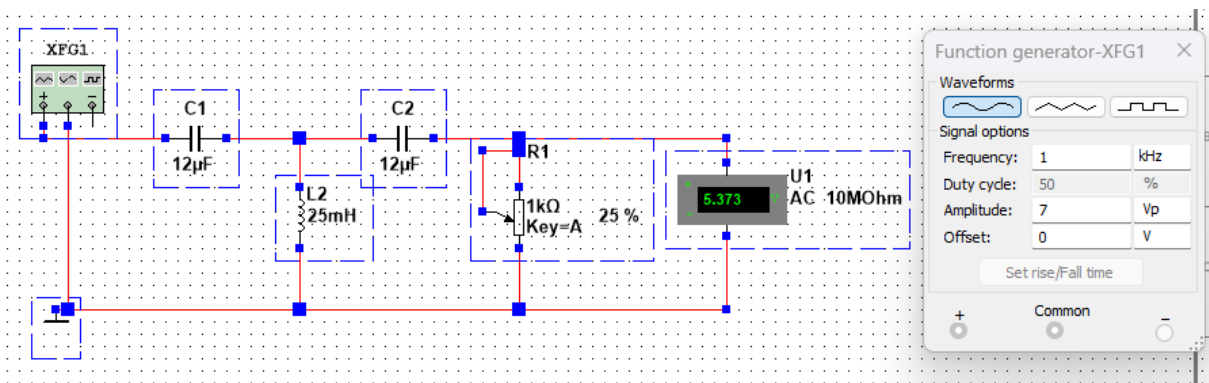 XFG1
+
−
C1
12µF
C2
12µF
L2
25mH
R1
1kΩ
Key=A
25 %
U1
5.373
V
AC 10MOhm
Function generator-XFG1
Waveforms
Signal options
Frequency: 1 kHz
Duty cycle: 50 %
Amplitude: 7 Vp
Offset: 0 V
Set rise/Fall time
+ Common −